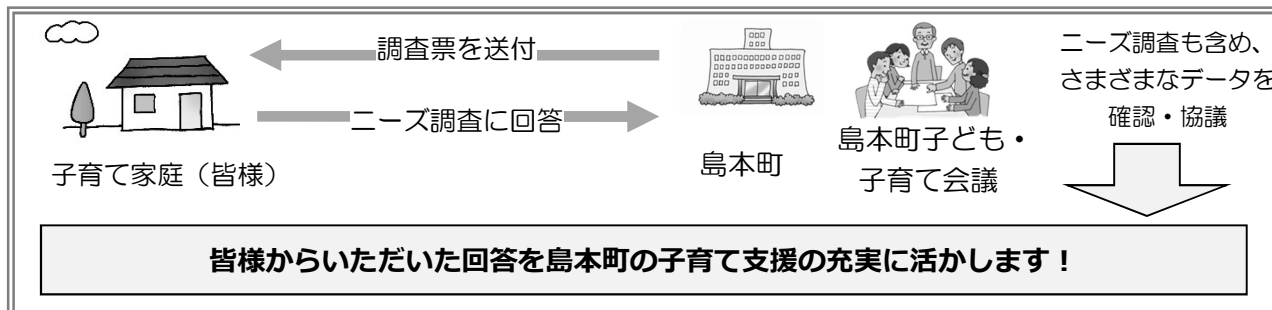 調査票を送付
ニーズ調査に回答
子育て家庭（皆様）
島本町
島本町子ども・
子育て会議
ニーズ調査も含め、
さまざまなデータを
確認・協議
皆様からいただいた回答を島本町の子育て支援の充実に活かします！